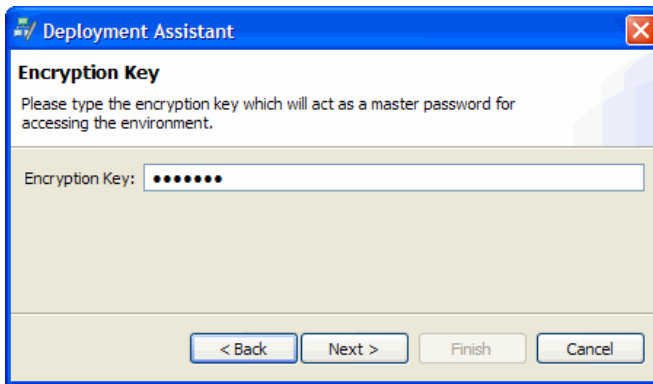 Deployment Assistant
Encryption Key
Please type the encryption key which will act as a master password for
accessing the environment.
Encryption Key: •••••••
< Back Next > Finish Cancel